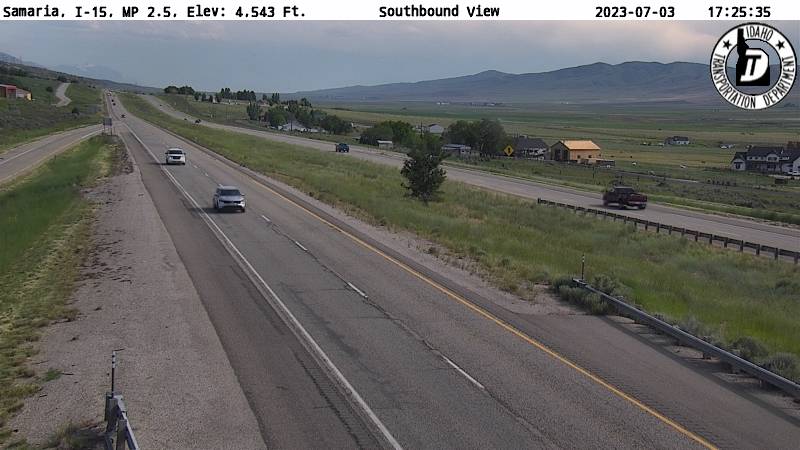 Samaria, I-15, MP 2.5, Elev: 4,543 Ft. Southbound View 2023-07-03 17:25:35
IDAHO
TRANSPORTATION DEPARTMENT